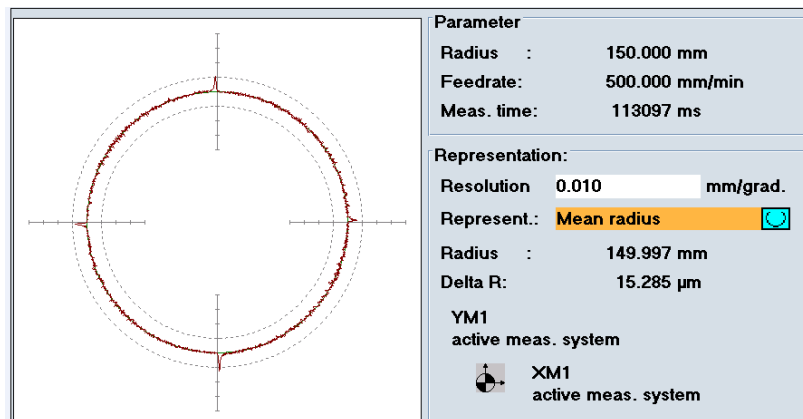 Parameter
Radius : 150.000 mm
Feedrate: 500.000 mm/min
Meas. time: 113097 ms
Representation:
Resolution 0.010 mm/grad.
Represent.: Mean radius
Radius : 149.997 mm
Delta R: 15.285 µm
YM1
active meas. system
XM1
active meas. system